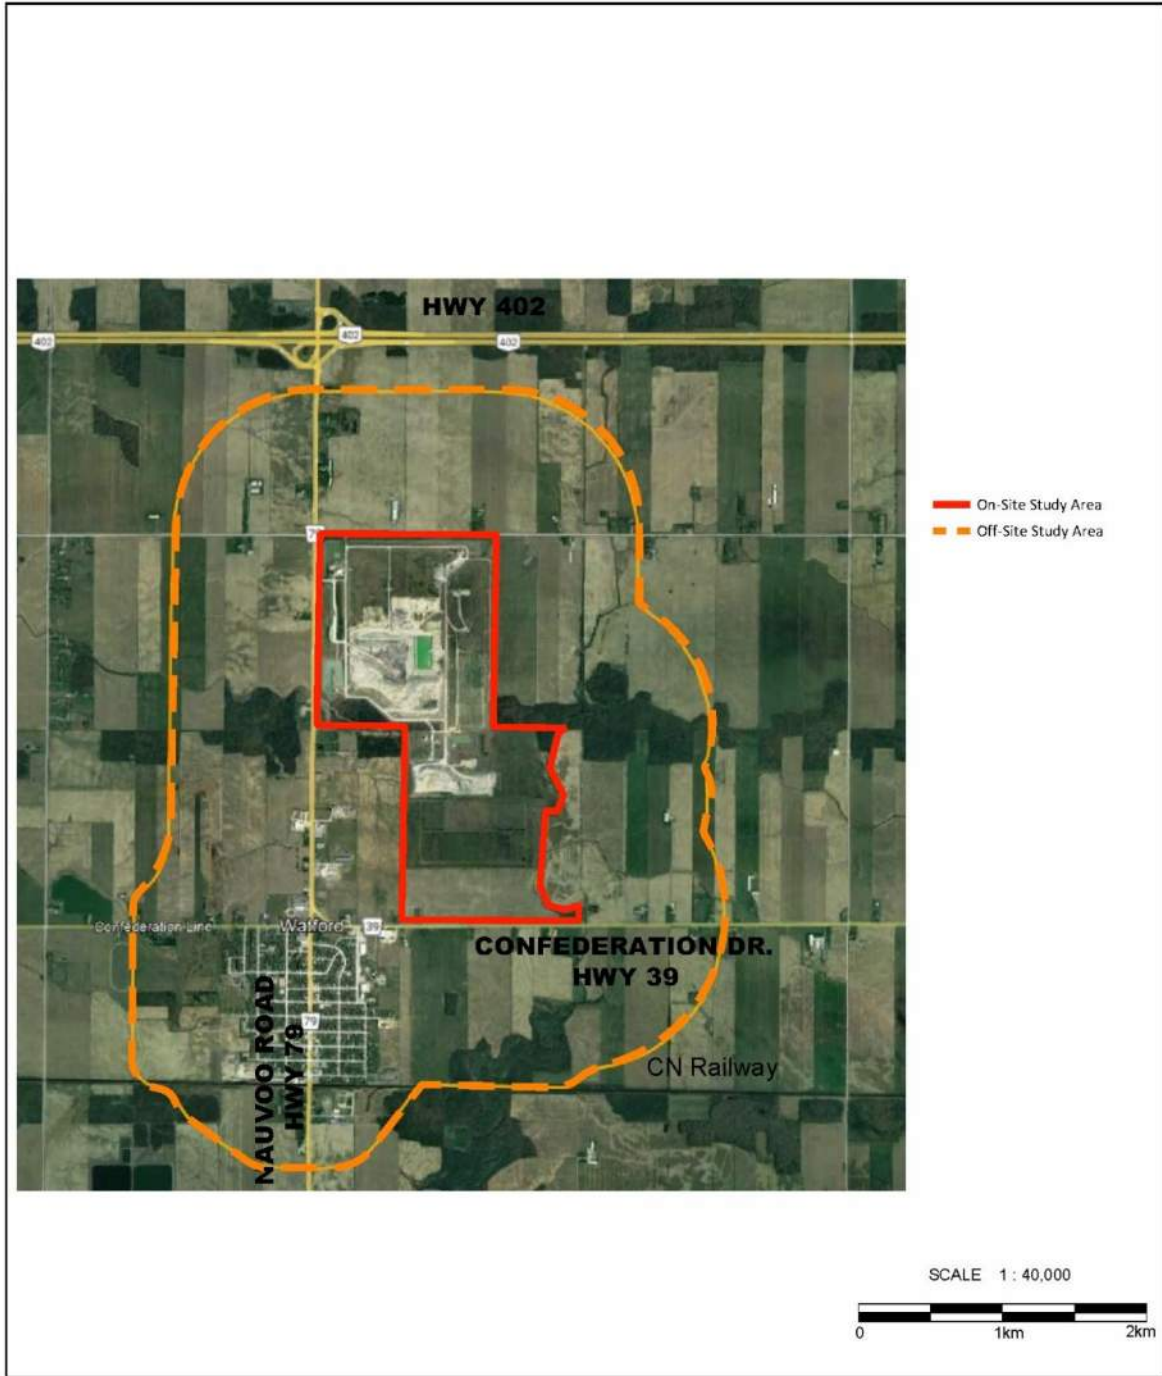 HWY 402
402
402
402
On-Site Study Area
Off-Site Study Area
Confederation Line
Watford
39
CONFEDERATION DR.
HWY 39
NAUVOO ROAD
HWY 79
79
CN Railway
SCALE 1 : 40,000
0
1km
2km